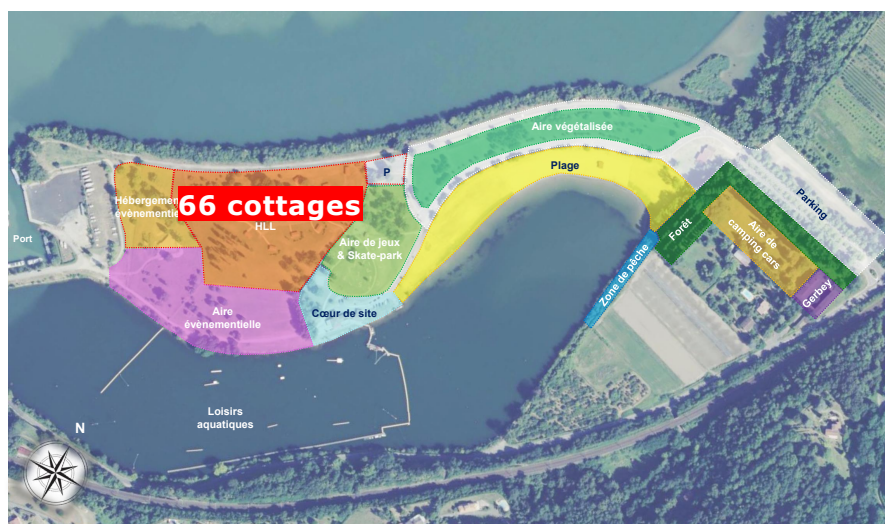 Aire végétalisée
Plage
P
Parking
Hébergement
évènementiel
66 cottages
HLL
Aire de jeux
& Skate-park
Forêt
Aire de
camping cars
Gerbey
Zone de pêche
Port
Aire
évènementielle
Cœur de site
Loisirs
aquatiques
N